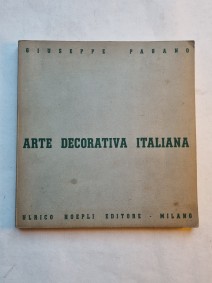 GIUSEPPE PAGANO
ARTE DECORATIVA ITALIANA
ULRICO HOEPLI EDITORE - MILANO